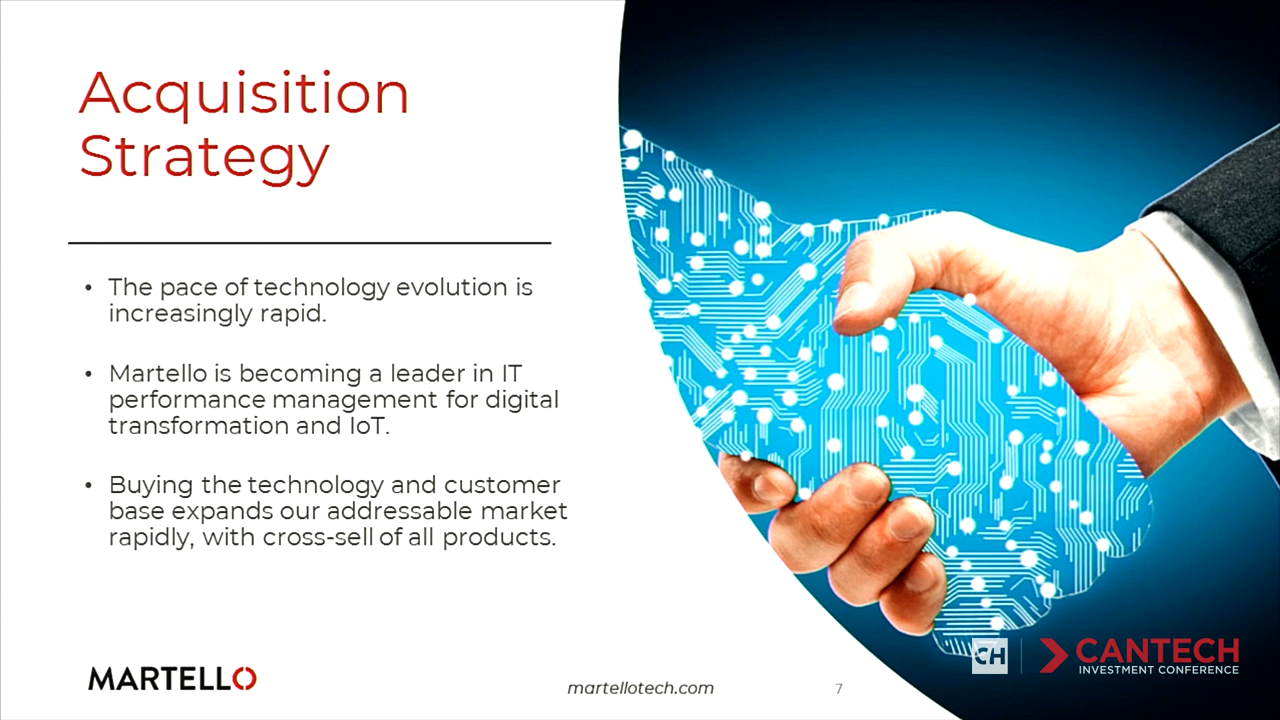 Acquisition
Strategy
• The pace of technology evolution is
increasingly rapid.
• Martello is becoming a leader in IT
performance management for digital
transformation and IoT.
• Buying the technology and customer
base expands our addressable market
rapidly, with cross-sell of all products.
MARTELLO
martellotech.com
7
CH
CANTECH
INVESTMENT CONFERENCE